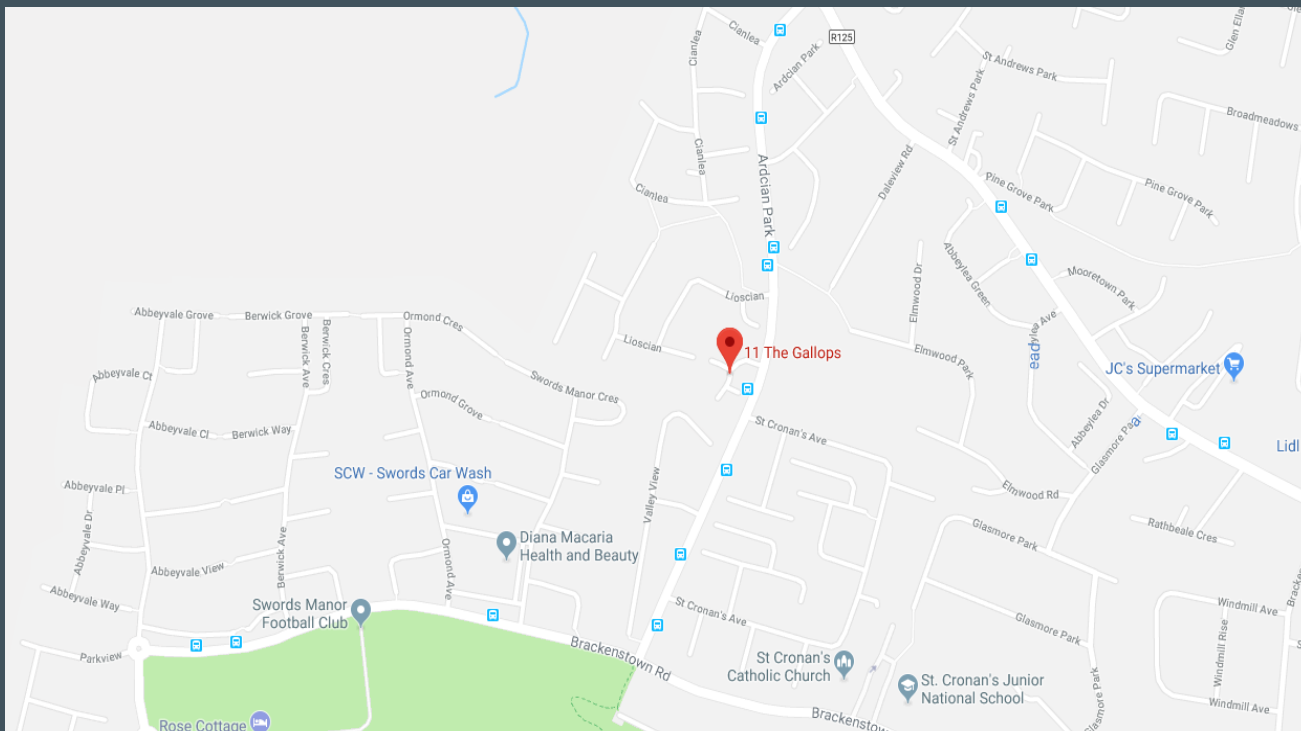 Cianlea
R125
Glen Ella
Cianlea
Ardcian Park
St Andrews Park
St Andrews Park
Broadmeadows
Cianlea
Ardcian Park
Daleview Rd
Pine Grove Park
Pine Grove Park
Cianlea
Abbeylea Green
Elmwood Dr
Mooretown Park
Lioscian
Abbeyvale Grove
Berwick Grove
Ormond Cres
Berwick Ave
Berwick Cres
Ormond Ave
Lioscian
11 The Gallops
Elmwood Park
JC's Supermarket
Abbeyvale Ct
Swords Manor Cres
Ormond Grove
Abbeylea Dr
Glasmore Pa
Abbeyvale Cl
Berwick Way
St Cronan's Ave
Lidl
SCW - Swords Car Wash
Abbeyvale Pl
Valley View
Elmwood Rd
Abbeyvale Dr
Berwick Ave
Ormond Ave
Diana Macaria
Health and Beauty
Glasmore Park
Rathbeale Cres
Abbeyvale View
Abbeyvale Way
Swords Manor
Football Club
St Cronan's Ave
Glasmore Park
Windmill Ave
Windmill Rise
Brackenstown Rd
Parkview
St Cronan's
Catholic Church
St. Cronan's Junior
National School
Glasmore Park
Windmill Ave
Brackenstow
Rose Cottage